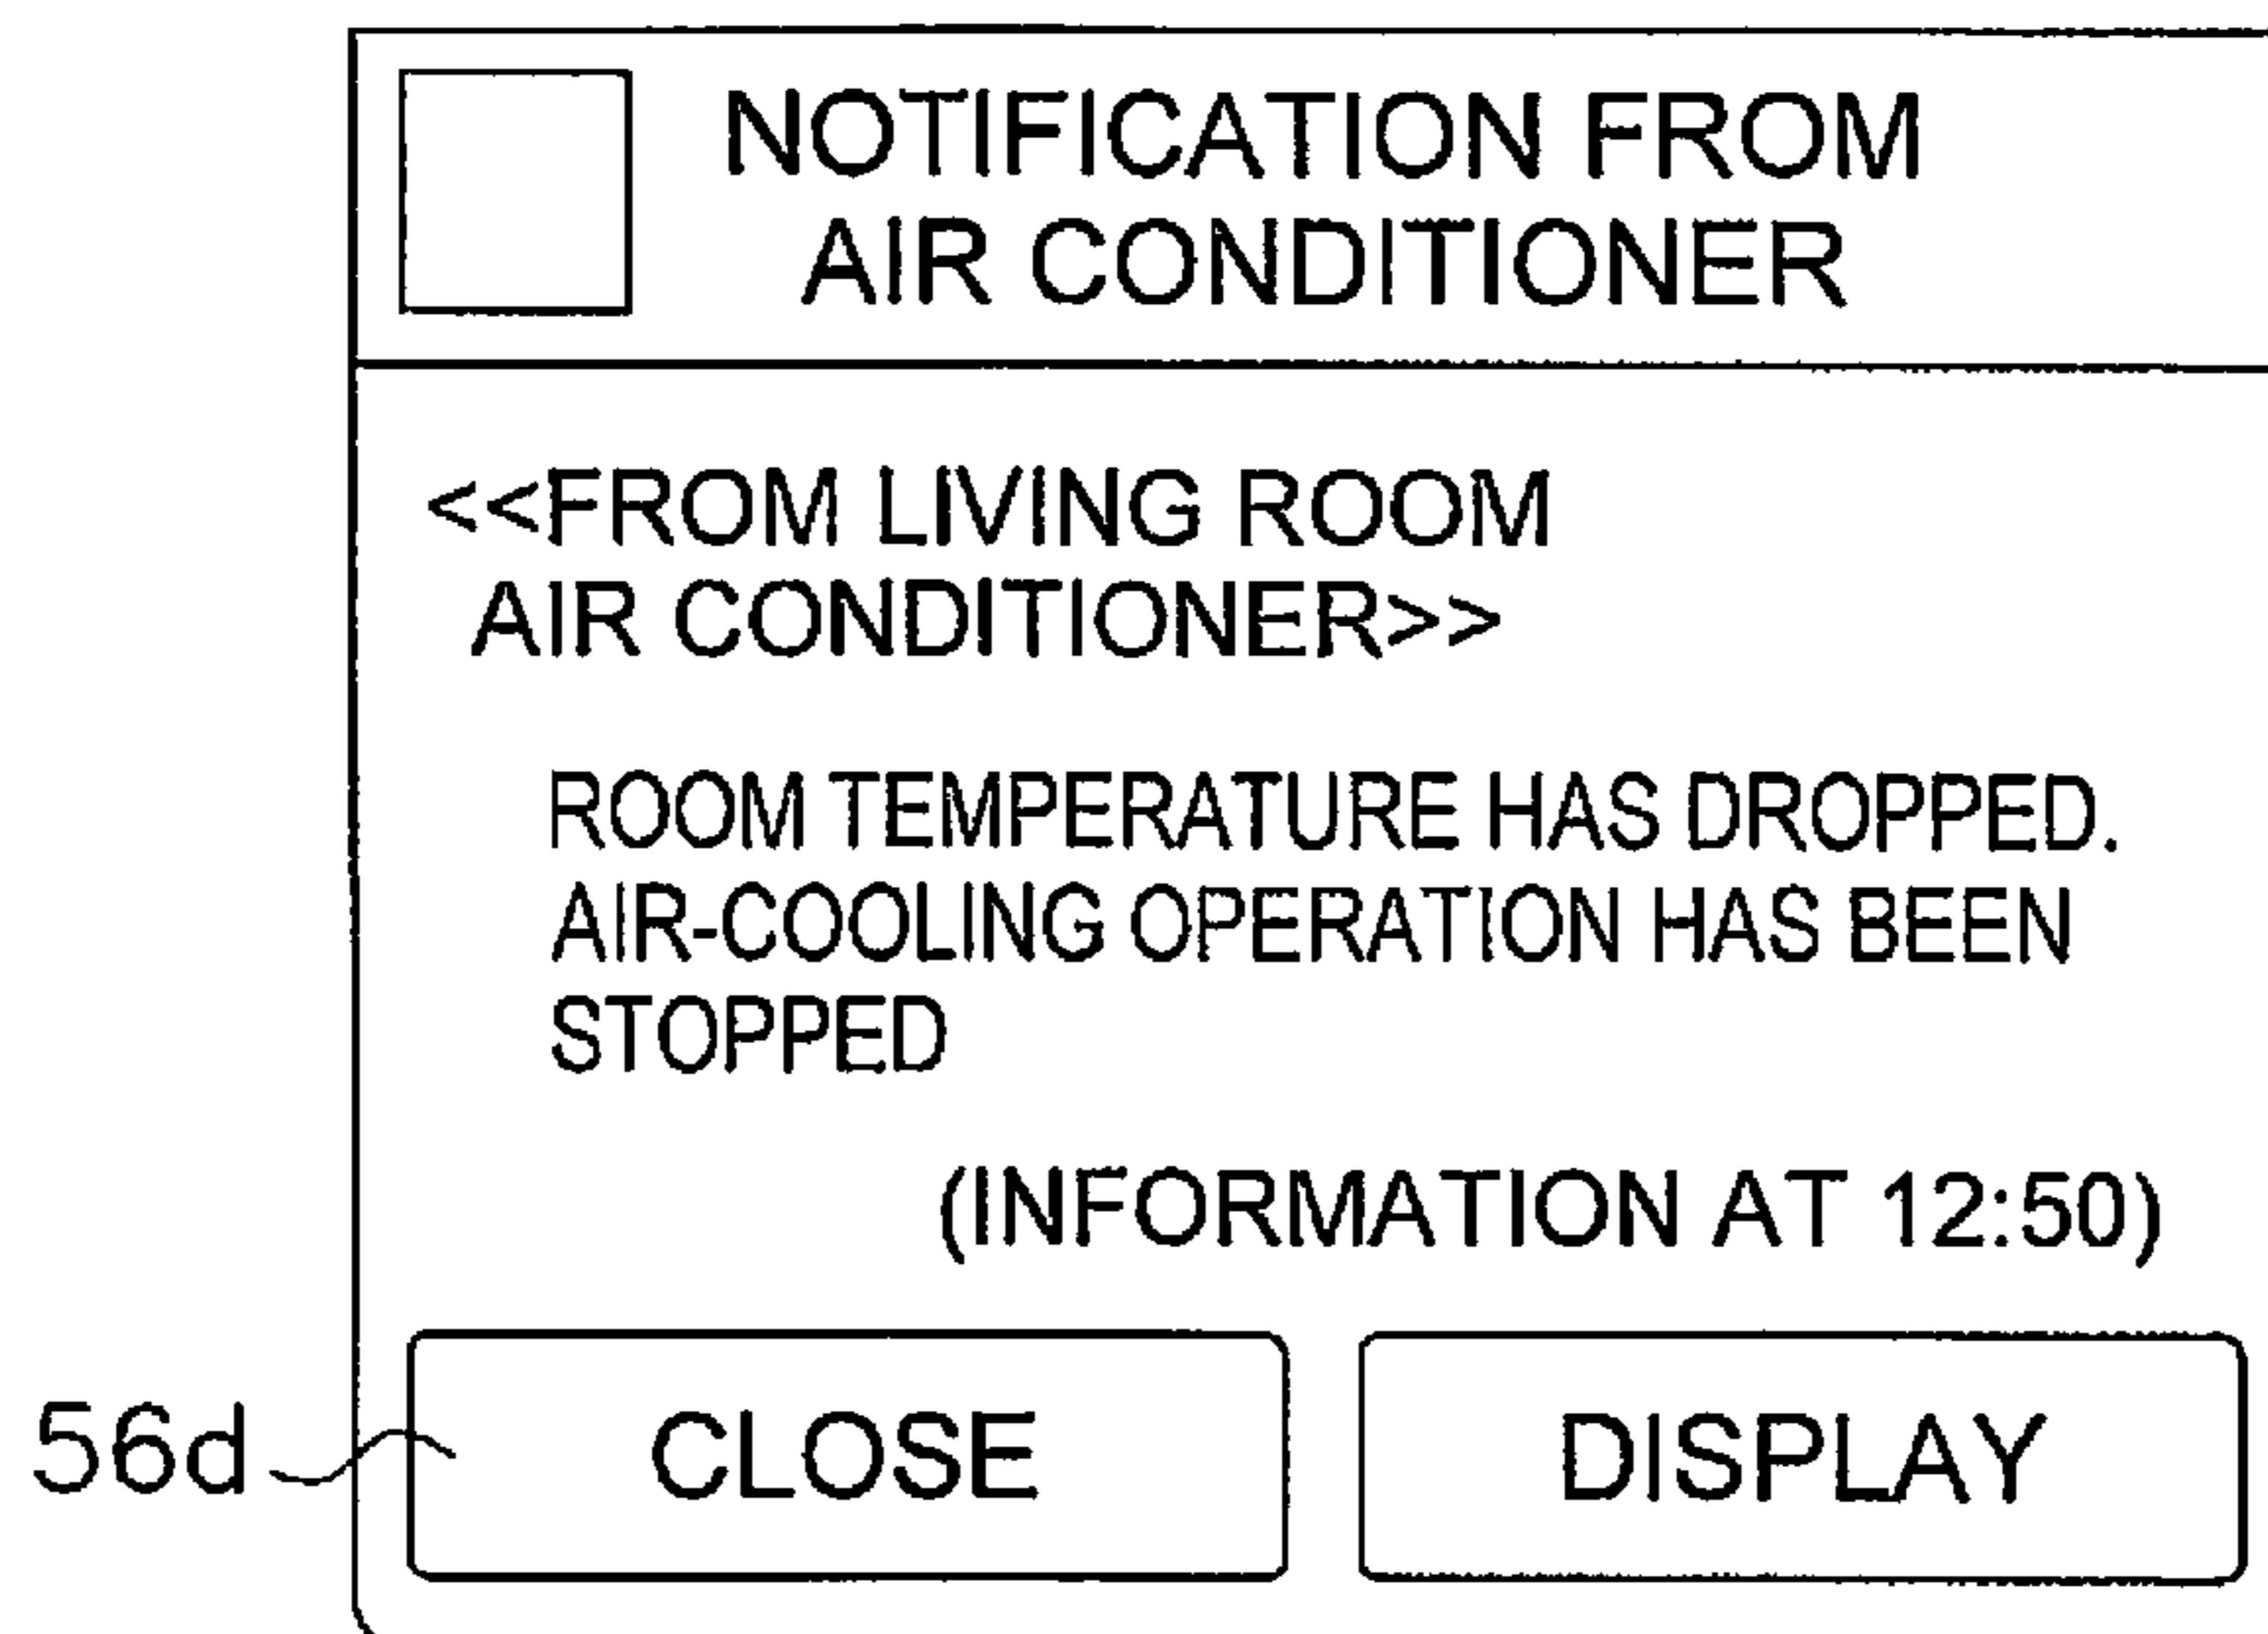 NOTIFICATION FROM
AIR CONDITIONER
<<FROM LIVING ROOM
AIR CONDITIONER>>
ROOM TEMPERATURE HAS DROPPED.
AIR-COOLING OPERATION HAS BEEN
STOPPED
(INFORMATION AT 12:50)
56d CLOSE DISPLAY